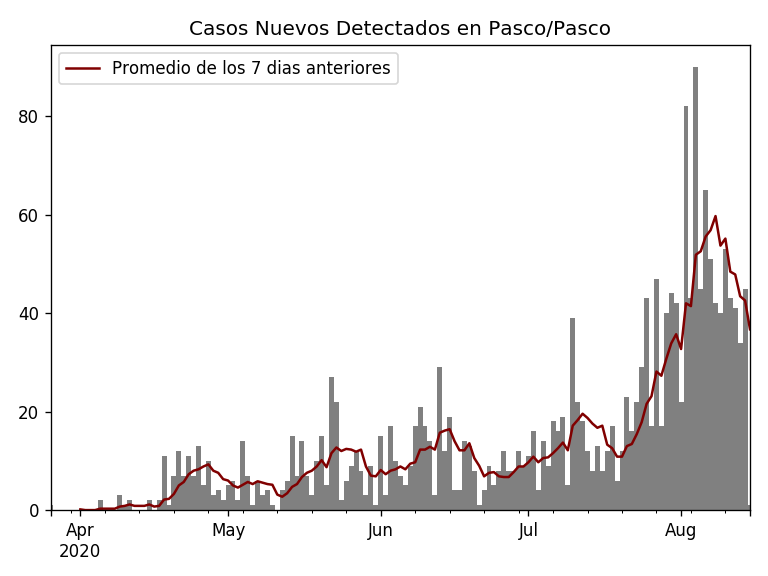 Casos Nuevos Detectados en Pasco/Pasco
Promedio de los 7 dias anteriores
80
60
40
20
0
Apr May Jun Jul Aug
2020